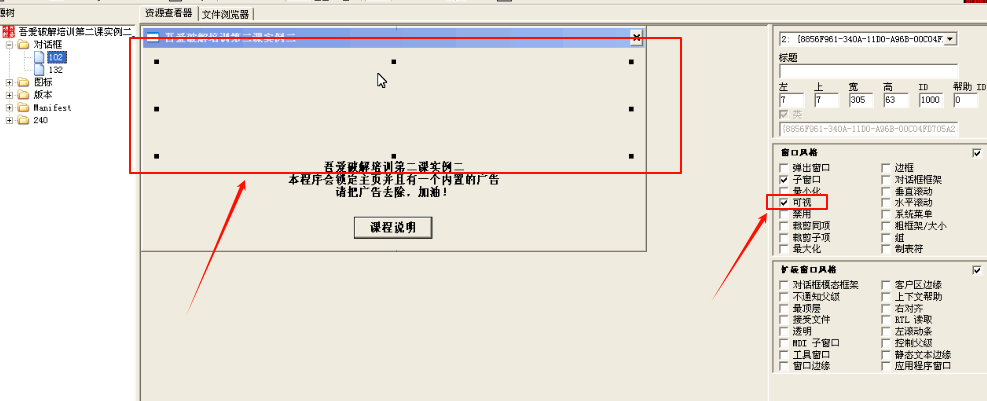 源树
吾爱破解培训第二课实例二_
对话框
102
132
图标
版本
Manifest
240
资源查看器
文件浏览器
吾爱破解培训第二课实例二
吾爱破解培训第二课实例二
本程序会锁定主页并且有一个内置的广告
请把广告去除，加油！
课程说明
2: {8856F961-340A-11D0-A96B-00C04F
标题
左 上 宽 高 ID 帮助 ID
7 7 305 63 1000 0
类
{8856F961-340A-11D0-A96B-00C04FD705A2
窗口风格
弹出窗口 边框
子窗口 对话框框架
最小化 垂直滚动
可视 水平滚动
禁用 系统菜单
裁剪同项 粗框架/大小
裁剪子项 组
最大化 制表符
扩展窗口风格
对话框模态框架 客户区边缘
不通知父级 上下文帮助
最顶层 右对齐
接受文件 RTL 读取
透明 左滚动条
MDI 子窗口 控制父级
工具窗口 静态文本边缘
窗口边缘 应用程序窗口